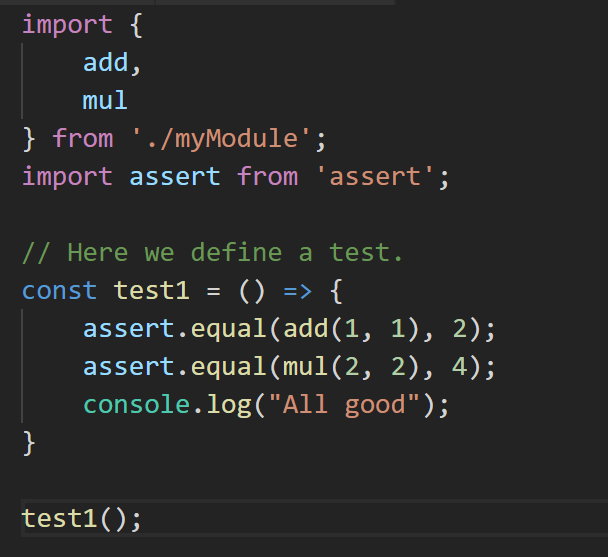 import {
    add,
    mul
} from './myModule';
import assert from 'assert';

// Here we define a test.
const test1 = () => {
    assert.equal(add(1, 1), 2);
    assert.equal(mul(2, 2), 4);
    console.log("All good");
}

test1();